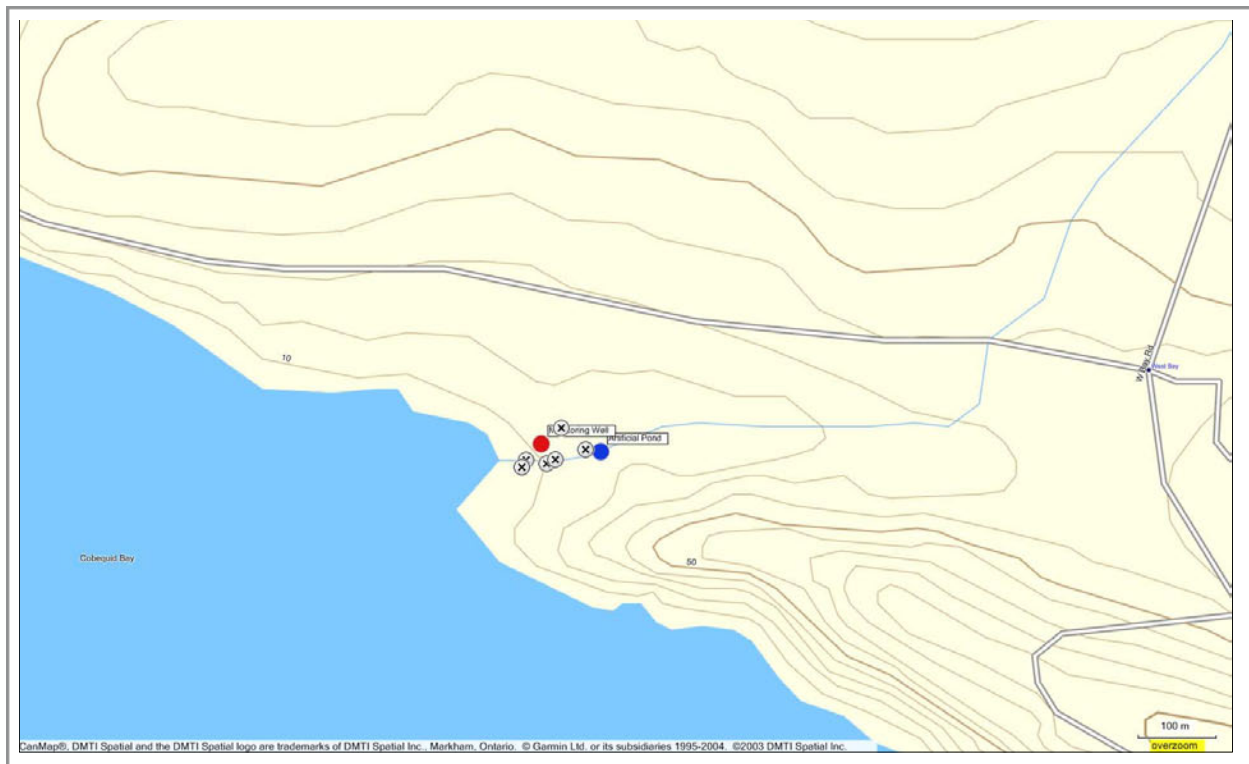 10
W Bay Rd
West Bay
Well
Artificial Pond
Cobequid Bay
50
100 m
overzoom
CanMap®, DMTI Spatial and the DMTI Spatial logo are trademarks of DMTI Spatial Inc., Markham, Ontario. © Garmin Ltd. or its subsidiaries 1995-2004. ©2003 DMTI Spatial Inc.